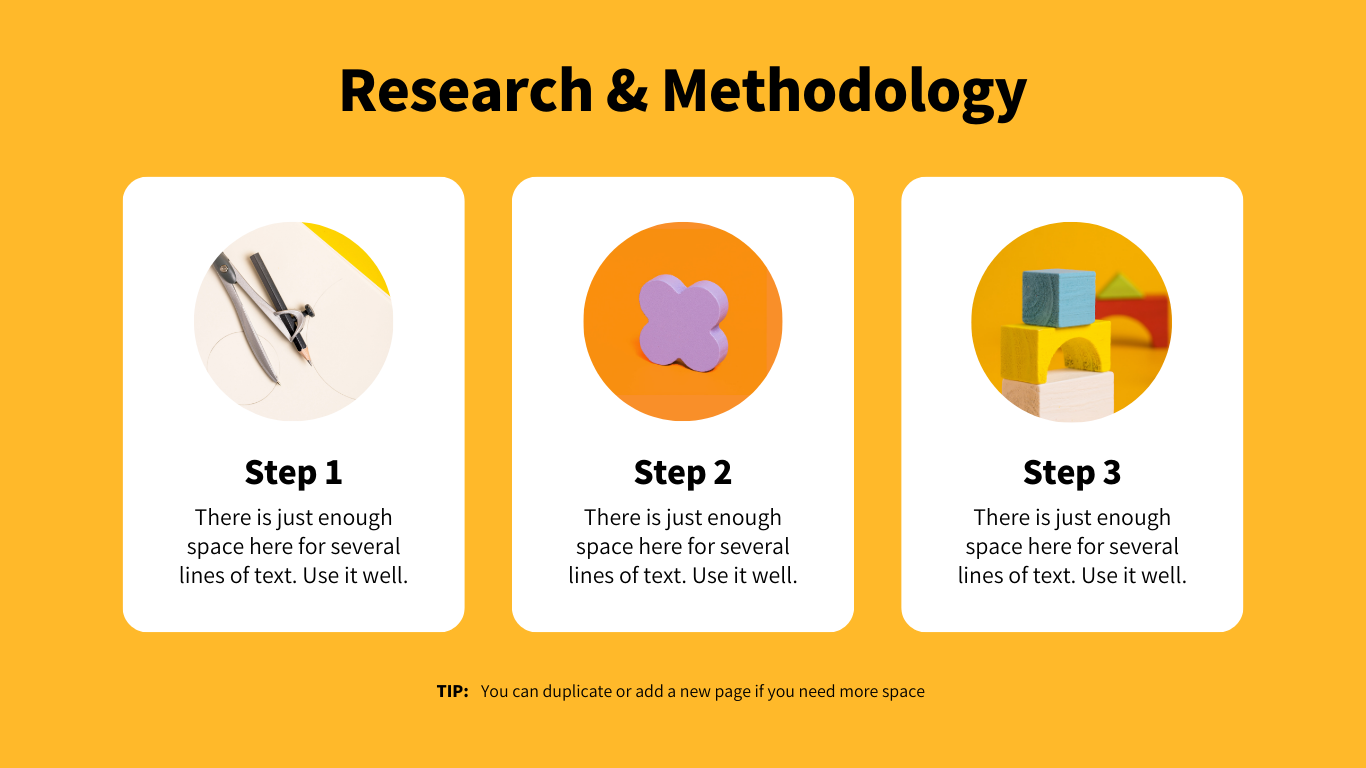 Research & Methodology
Step 1
There is just enough
space here for several
lines of text. Use it well.
Step 2
There is just enough
space here for several
lines of text. Use it well.
Step 3
There is just enough
space here for several
lines of text. Use it well.
TIP: You can duplicate or add a new page if you need more space